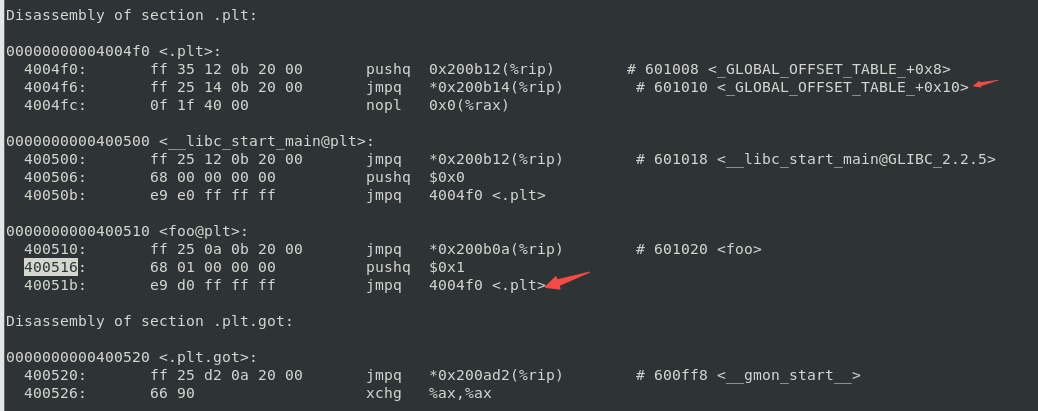 Disassembly of section .plt:
00000000004004f0 <.plt>:
4004f0: ff 35 12 0b 20 00 pushq 0x200b12(%rip) # 601008 <_GLOBAL_OFFSET_TABLE_+0x8>
4004f6: ff 25 14 0b 20 00 jmpq *0x200b14(%rip) # 601010 <_GLOBAL_OFFSET_TABLE_+0x10>
4004fc: 0f 1f 40 00 nopl 0x0(%rax)
0000000000400500 <__libc_start_main@plt>:
400500: ff 25 12 0b 20 00 jmpq *0x200b12(%rip) # 601018 <__libc_start_main@GLIBC_2.2.5>
400506: 68 00 00 00 00 pushq $0x0
40050b: e9 e0 ff ff ff jmpq 4004f0 <.plt>
0000000000400510 <foo@plt>:
400510: ff 25 0a 0b 20 00 jmpq *0x200b0a(%rip) # 601020 <foo>
400516: 68 01 00 00 00 pushq $0x1
40051b: e9 d0 ff ff ff jmpq 4004f0 <.plt>
Disassembly of section .plt.got:
0000000000400520 <.plt.got>:
400520: ff 25 d2 0a 20 00 jmpq *0x200ad2(%rip) # 600ff8 <__gmon_start__>
400526: 66 90 xchg %ax,%ax